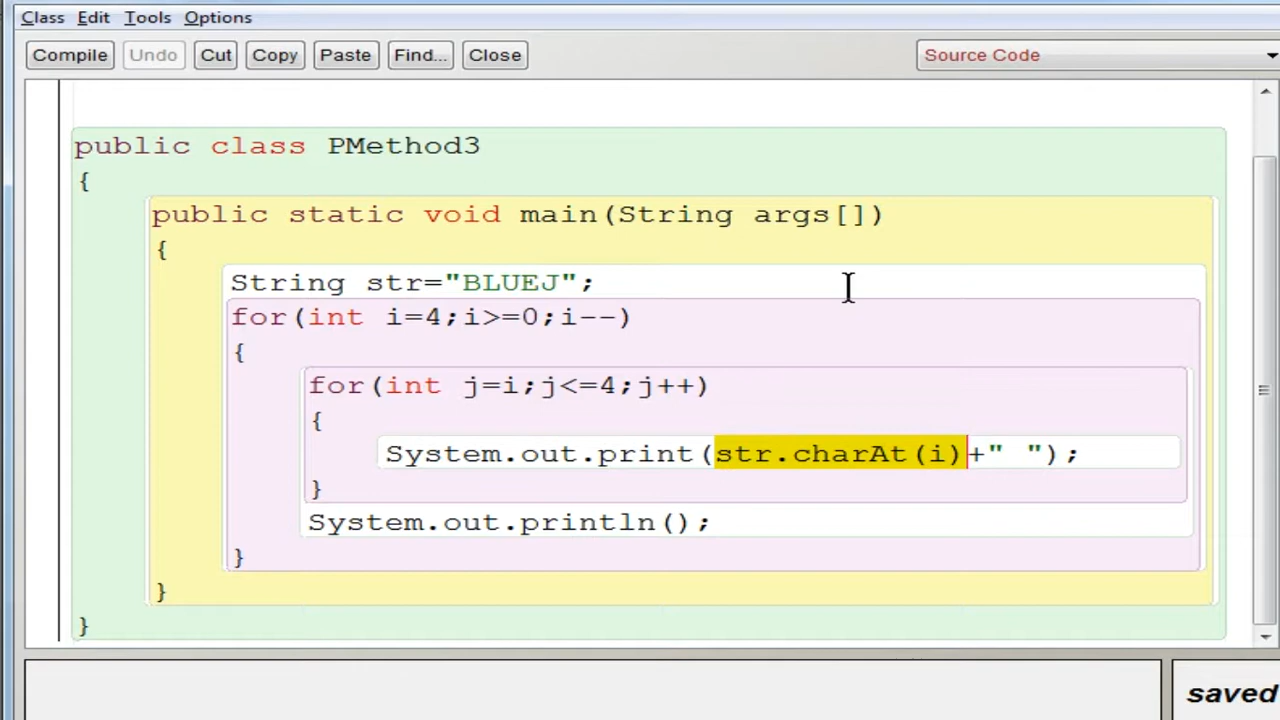 Class Edit Tools Options
Compile Undo Cut Copy Paste Find... Close Source Code
public class PMethod3
{
public static void main(String args[])
{
String str="BLUEJ";
for(int i=4;i>=0;i--)
{
for(int j=i;j<=4;j++)
{
System.out.print(str.charAt(i)+" ");
}
System.out.println();
}
}
}
saved